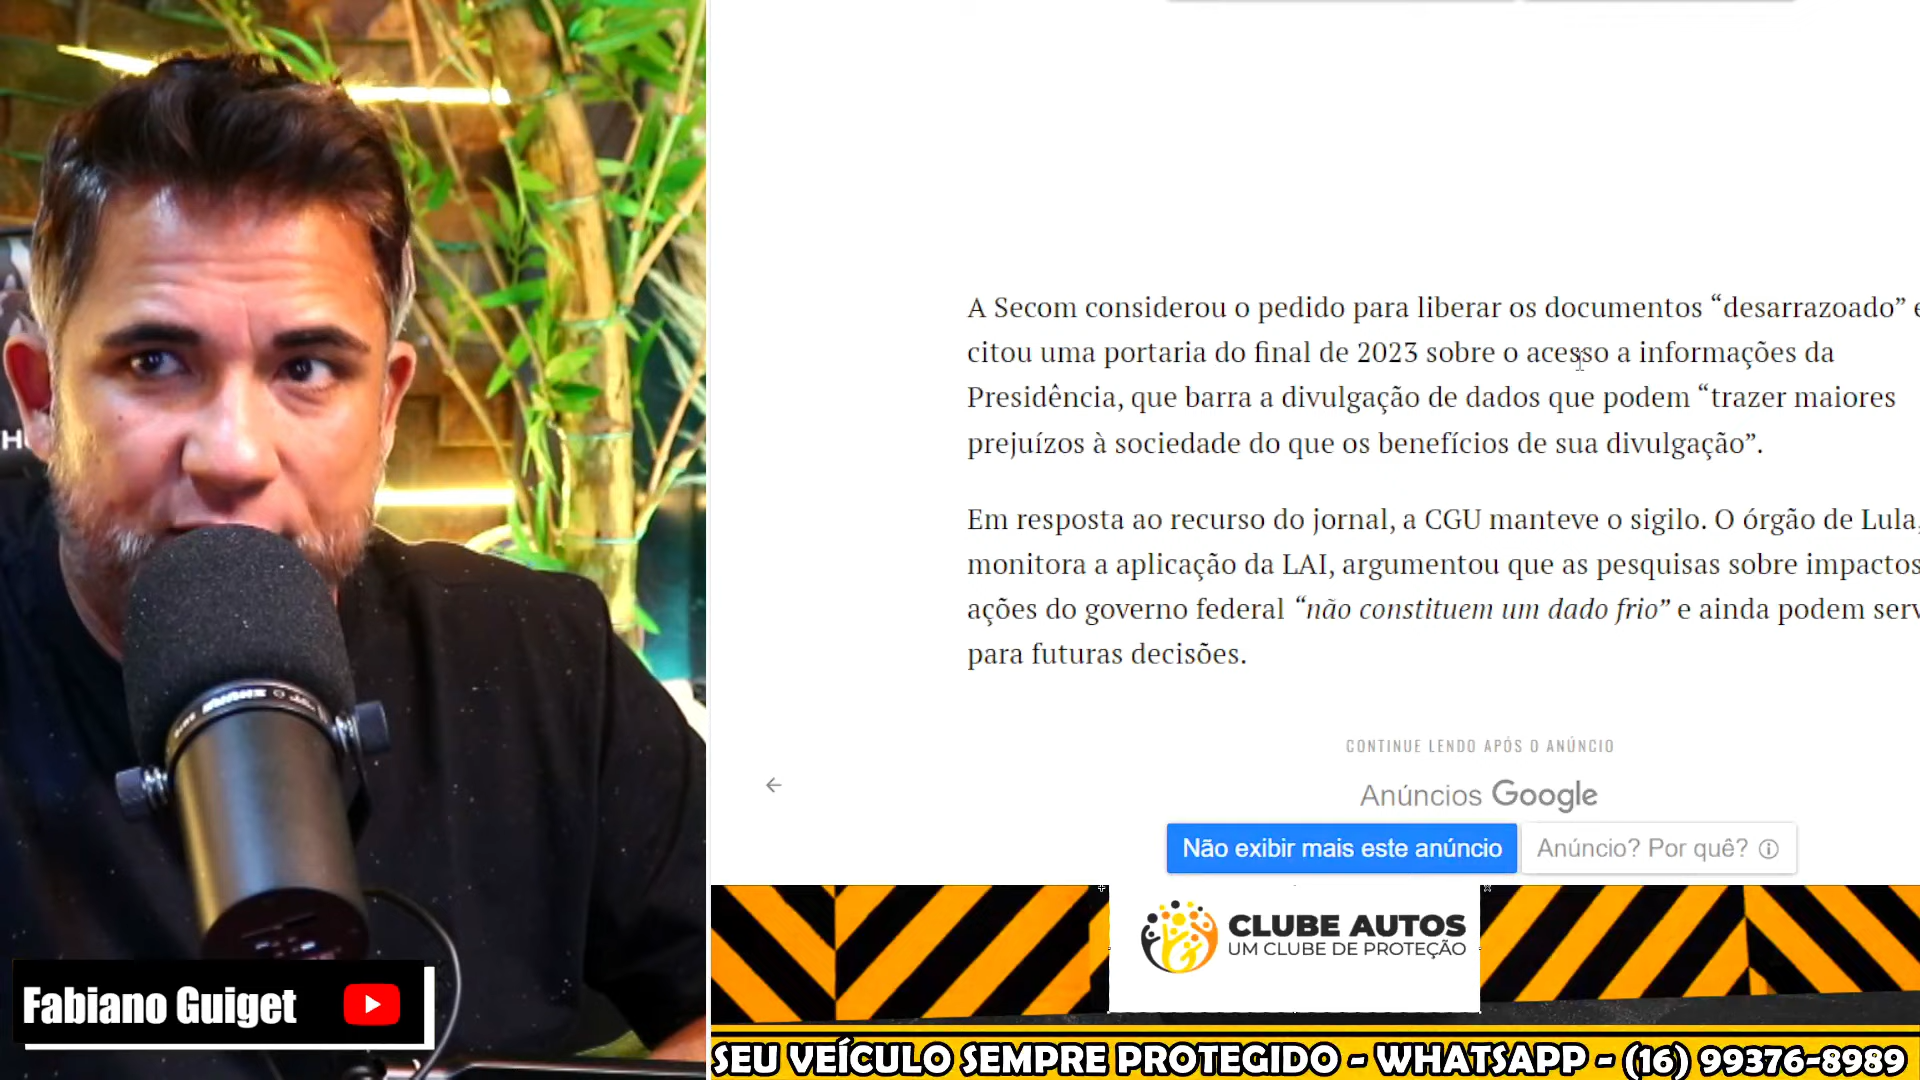 A Secom considerou o pedido para liberar os documentos “desarrazoado” e
citou uma portaria do final de 2023 sobre o acesso a informações da
Presidência, que barra a divulgação de dados que podem “trazer maiores
prejuízos à sociedade do que os benefícios de sua divulgação”.
Em resposta ao recurso do jornal, a CGU manteve o sigilo. O órgão de Lula,
monitora a aplicação da LAI, argumentou que as pesquisas sobre impactos
ações do governo federal “não constituem um dado frio” e ainda podem serv
para futuras decisões.
CONTINUE LENDO APÓS O ANÚNCIO
Anúncios Google
Não exibir mais este anúncio
Anúncio? Por quê?
CLUBE AUTOS
UM CLUBE DE PROTEÇÃO
Fabiano Guiget
SEU VEÍCULO SEMPRE PROTEGIDO - WHATSAPP - (16) 99376-8989